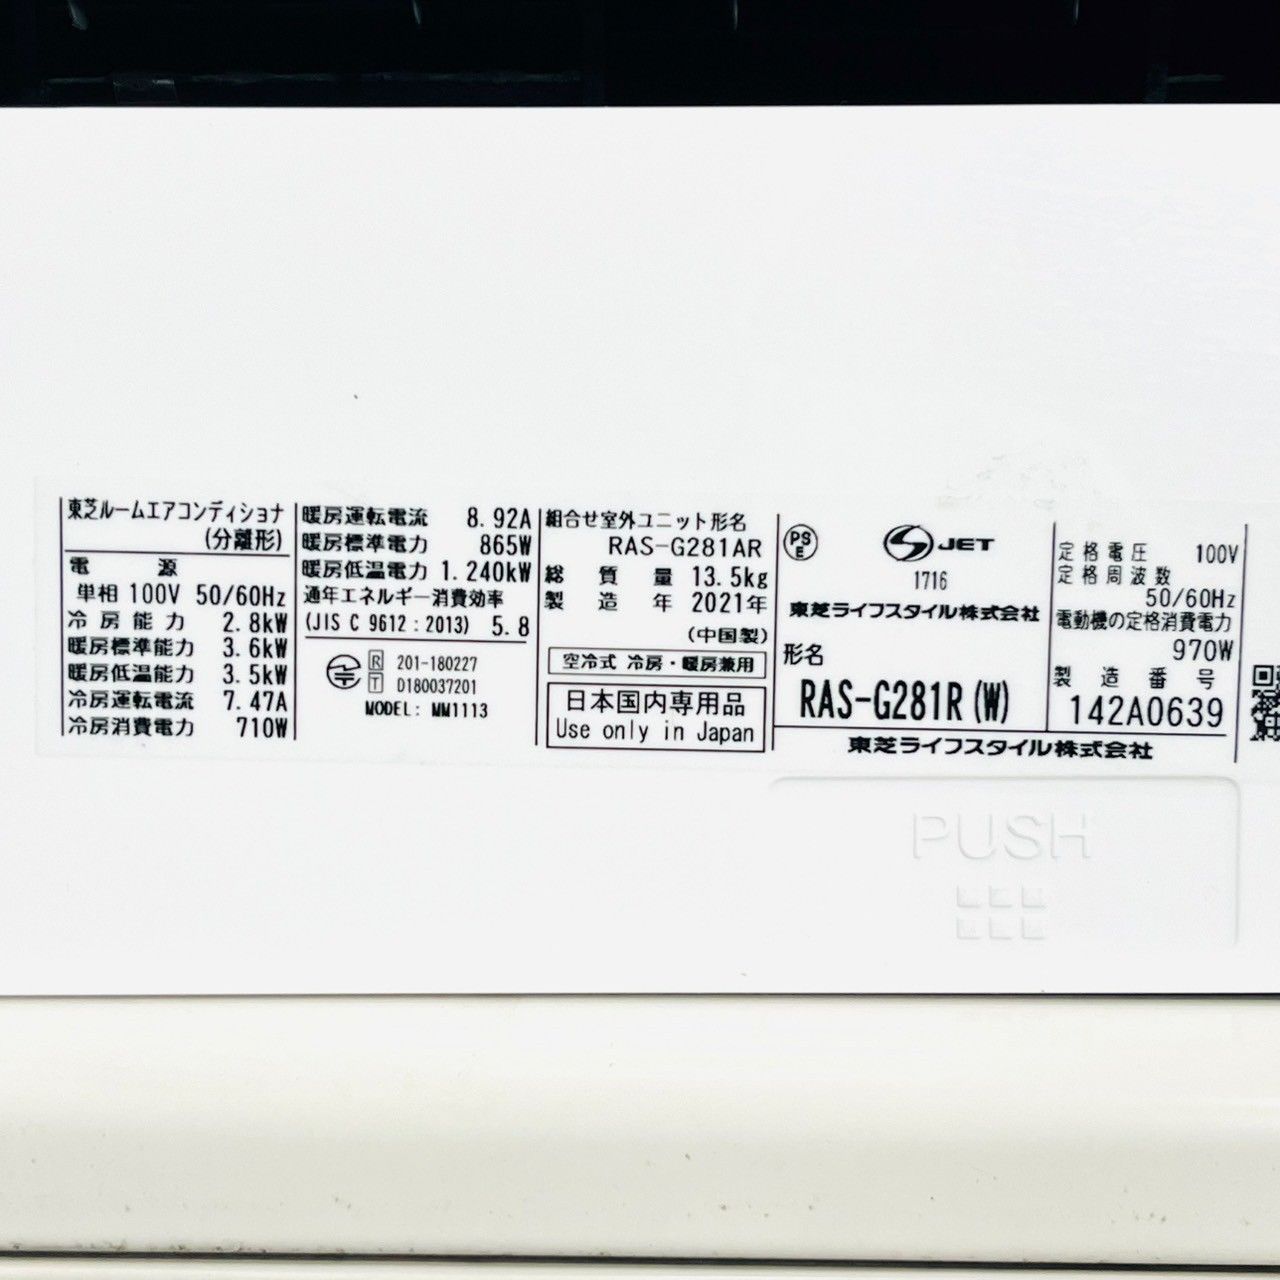 東芝ルームエアコンディショナ
(分離形)
電 源
単相 100V 50/60Hz
冷房能力 2.8kW
暖房標準能力 3.6kW
暖房低温能力 3.5kW
冷房運転電流 7.47A
冷房消費電力 710W
暖房運転電流 8.92A
暖房標準電力 865W
暖房低温電力 1.240kW
通年エネルギー消費効率
(JIS C 9612:2013) 5.8
R 201-180227
T D180037201
MODEL: MM1113
組合せ室外ユニット形名
RAS-G281AR
総質量 13.5kg
製造年 2021年
(中国製)
空冷式 冷房・暖房兼用
日本国内専用品
Use only in Japan
PSE
JET
1716
東芝ライフスタイル株式会社
形名
RAS-G281R(W)
定格電圧 100V
定格周波数
50/60Hz
電動機の定格消費電力
970W
製造番号
142A0639
東芝ライフスタイル株式会社
PUSH